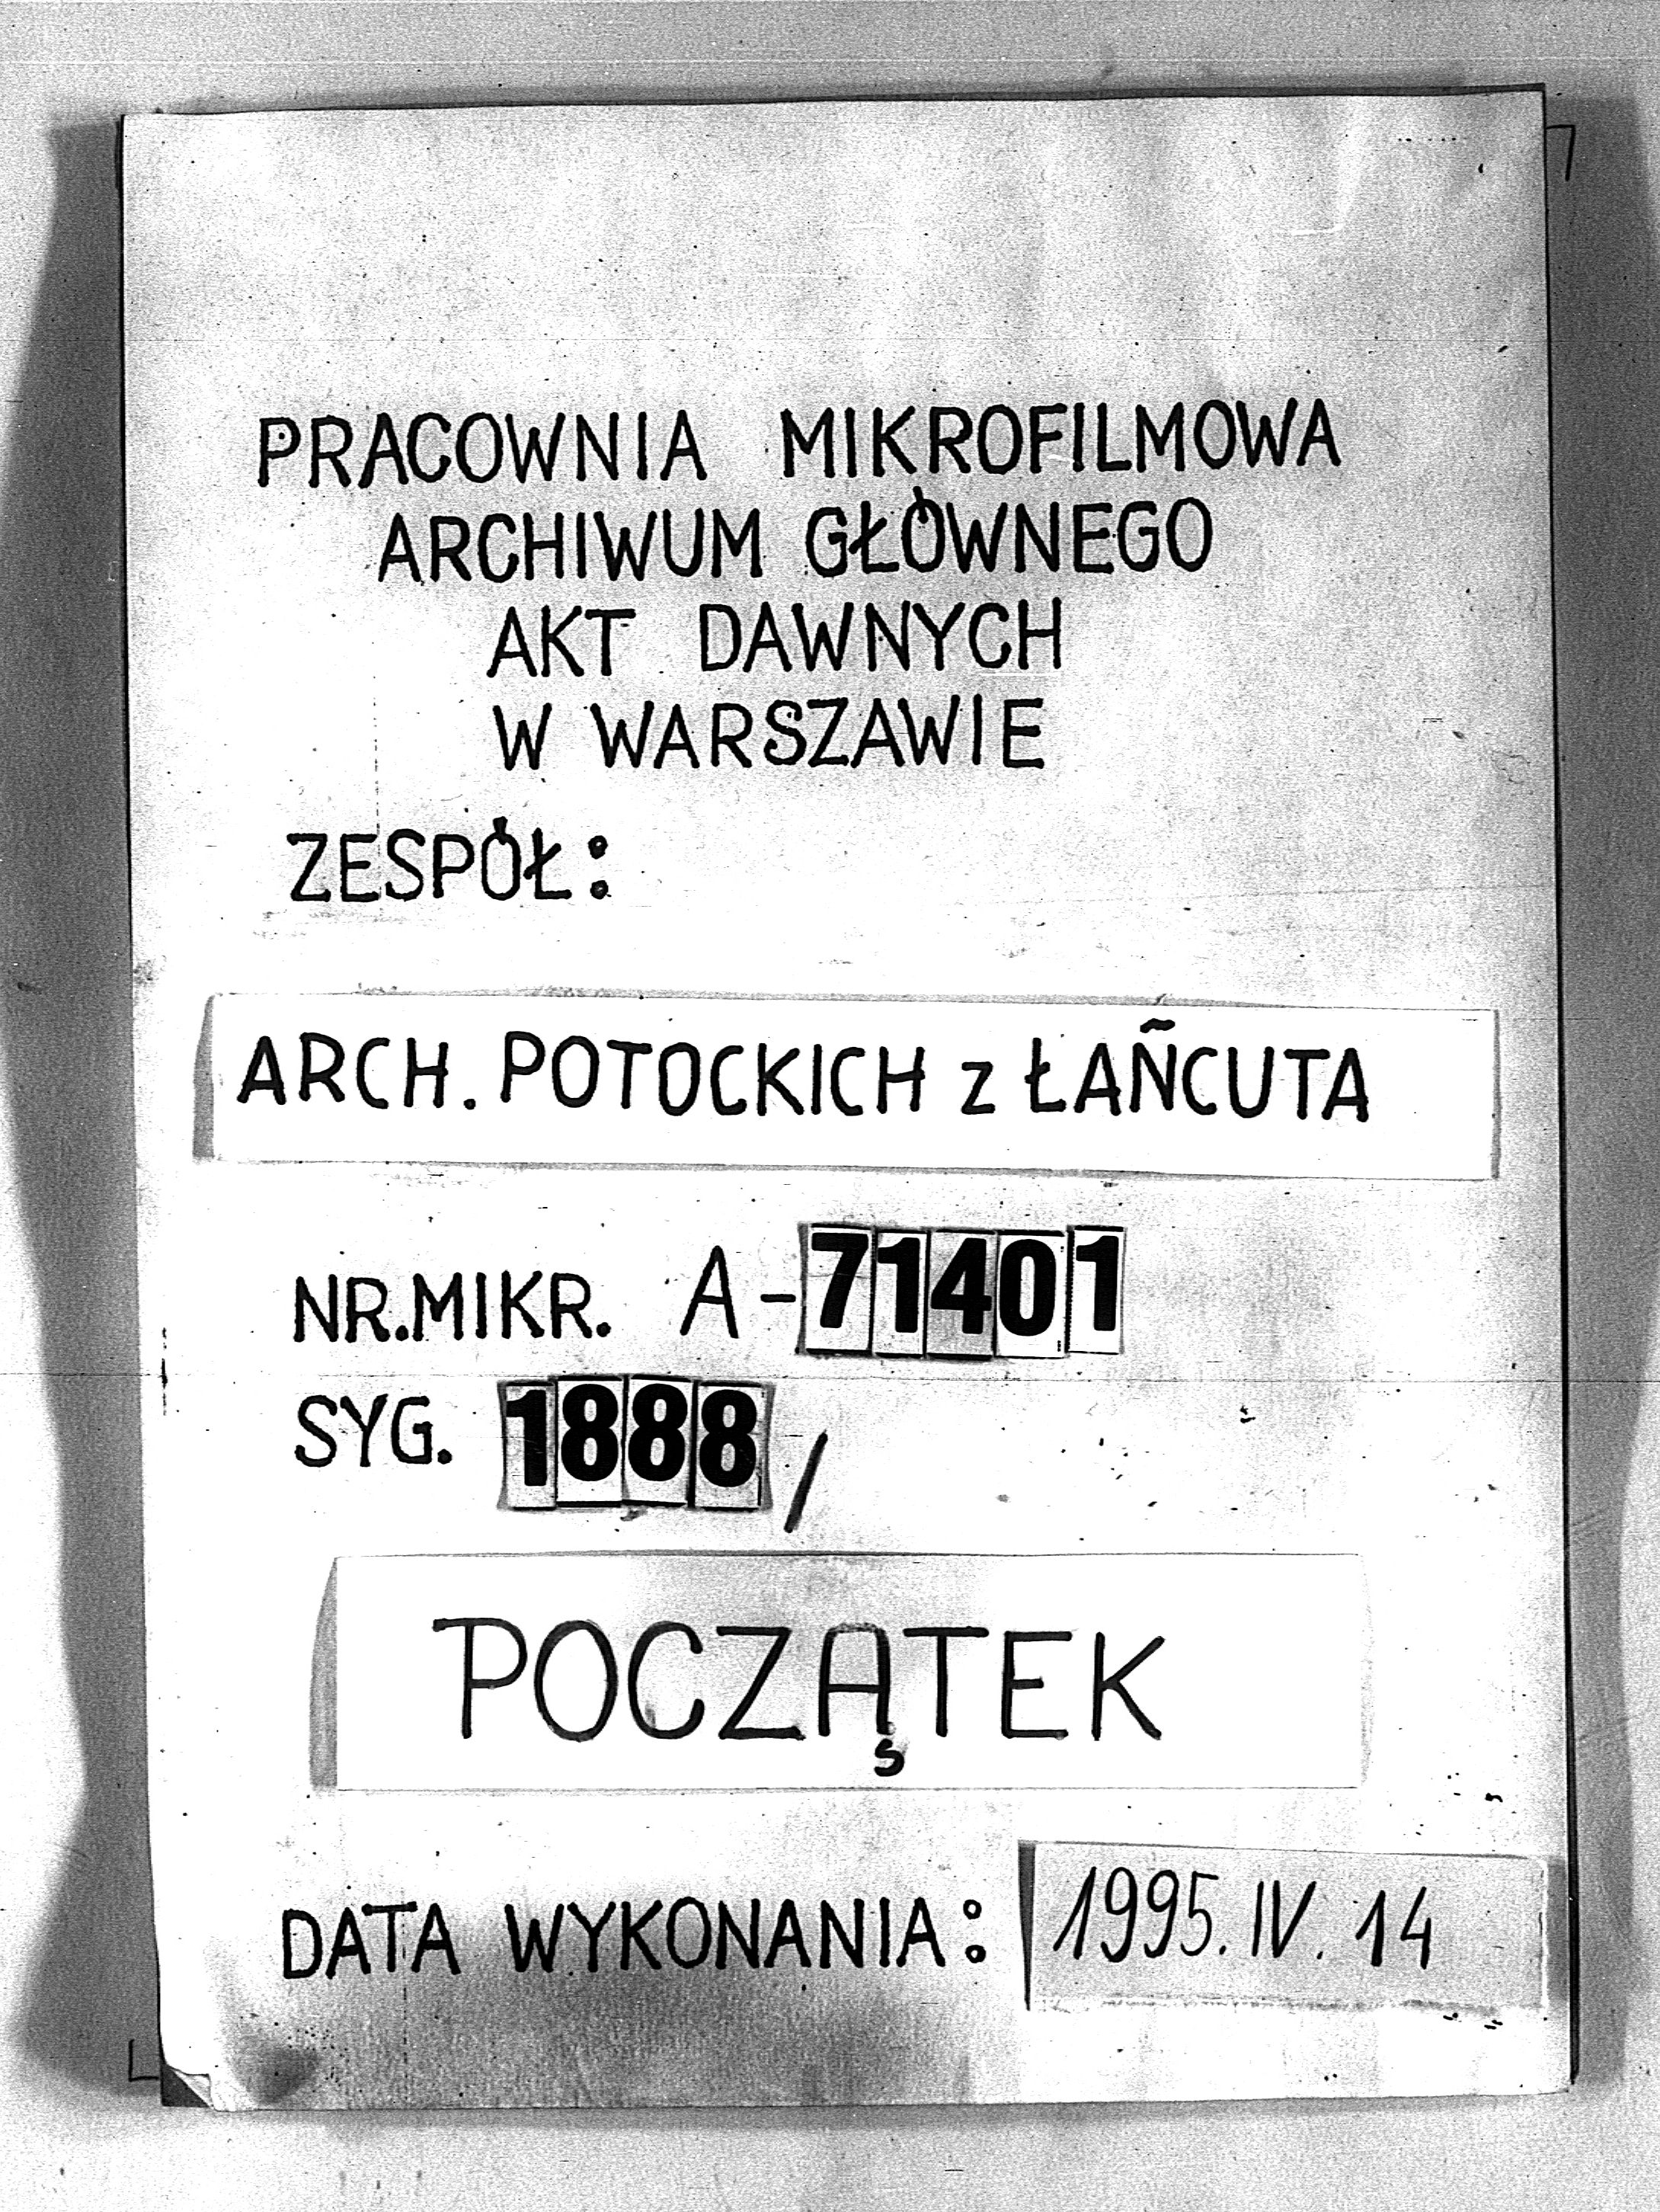 PRACOWNIA MIKROFILMOWA
ARCHIWUM GŁÓWNEGO
AKT DAWNYCH
W WARSZAWIE
ZESPÓŁ:
ARCH. POTOCKICH z ŁAŃCUTA
NR.MIKR. A-71401
SYG. 1888/
POCZĄTEK
DATA WYKONANIA: 1995.IV.14